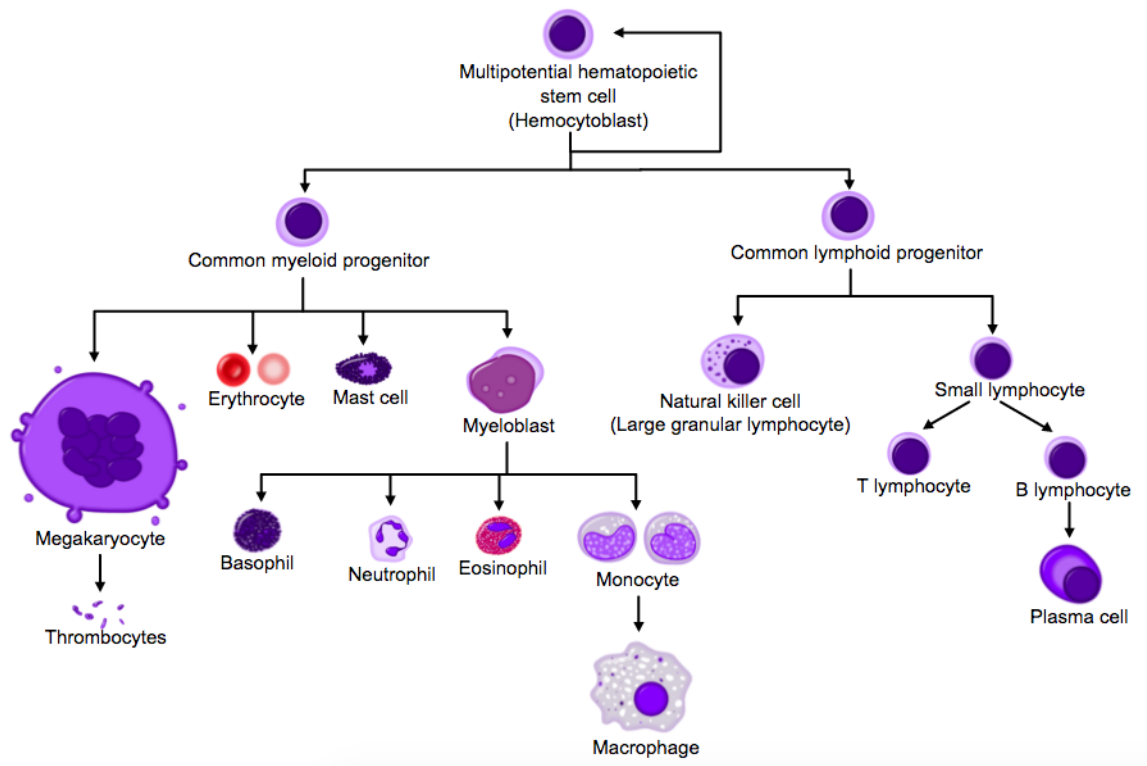 Multipotential hematopoietic
stem cell
(Hemocytoblast)
Common myeloid progenitor
Common lymphoid progenitor
Erythrocyte
Mast cell
Myeloblast
Natural killer cell
(Large granular lymphocyte)
Small lymphocyte
T lymphocyte
B lymphocyte
Megakaryocyte
Basophil
Neutrophil
Eosinophil
Monocyte
Plasma cell
Thrombocytes
Macrophage